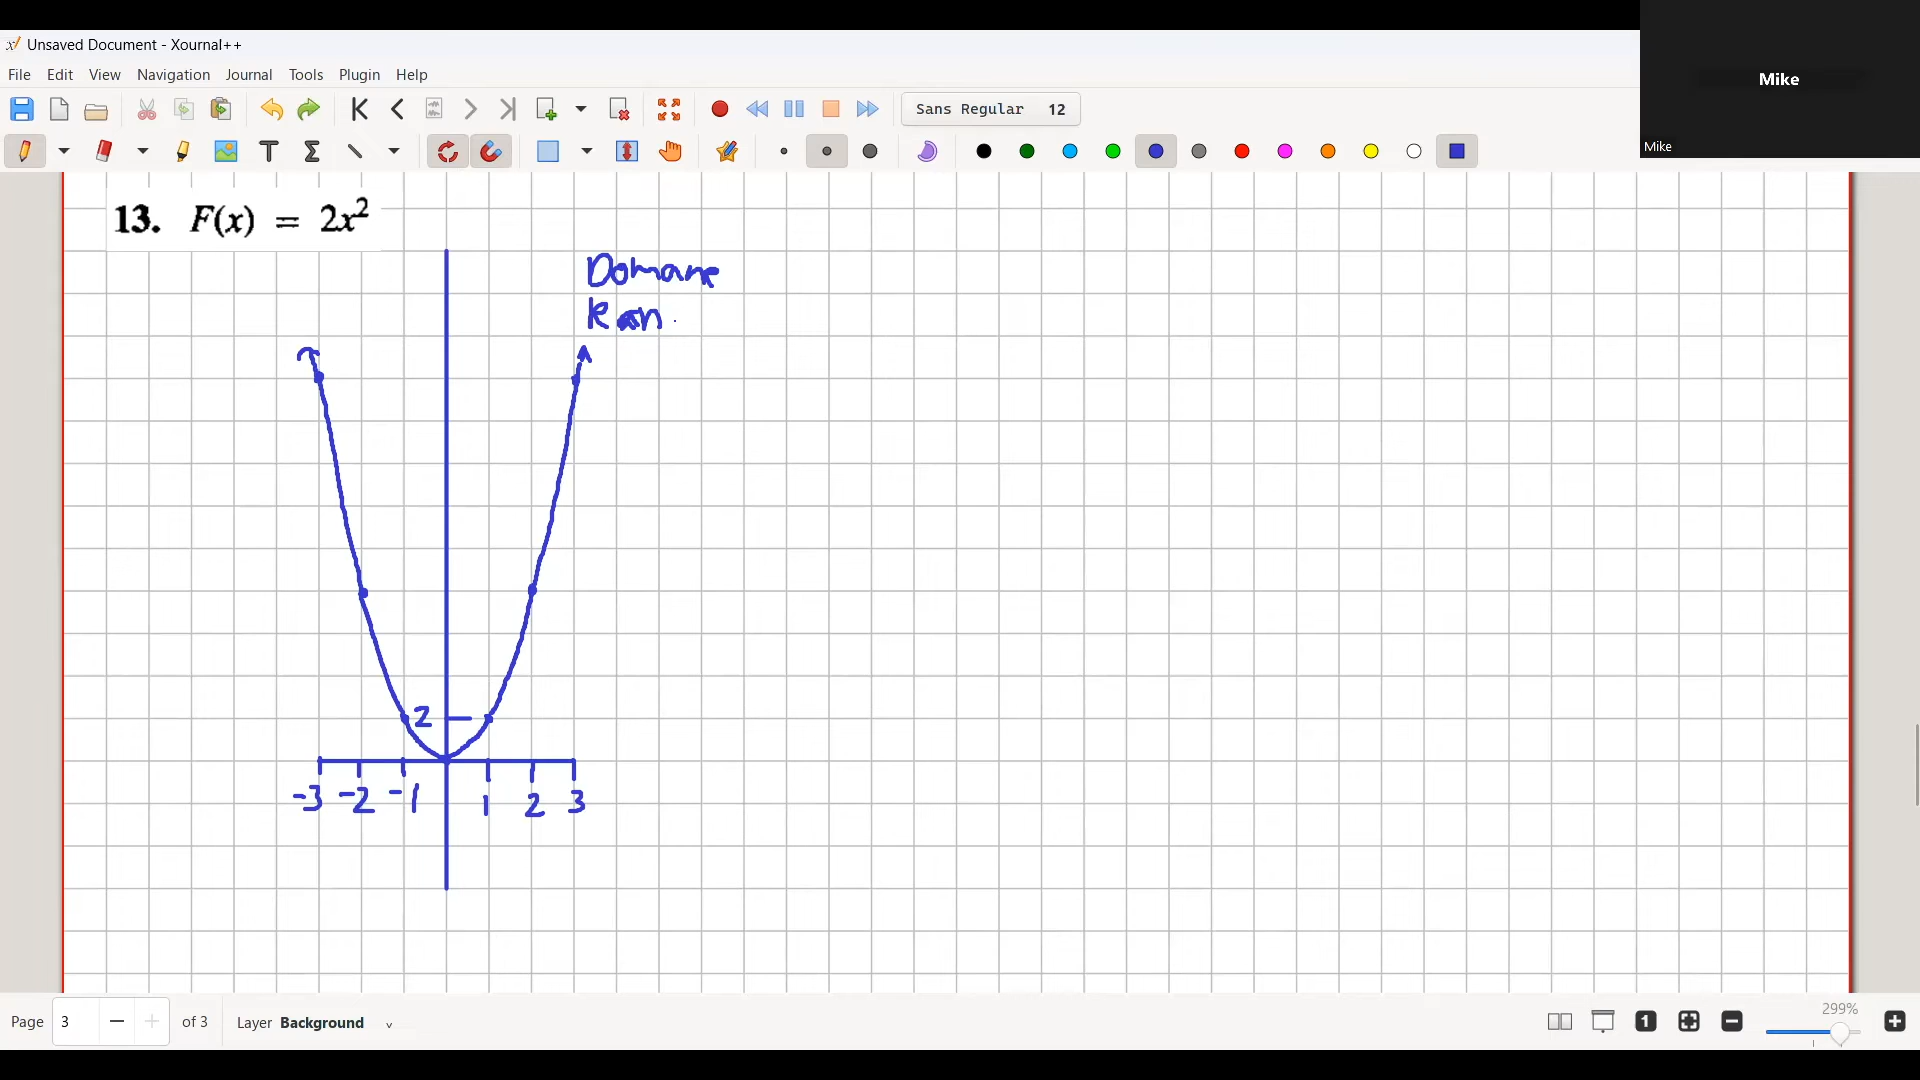 Unsaved Document - Xournal++
Mike
File Edit View Navigation Journal Tools Plugin Help
Sans Regular 12
Mike
13. F(x) = 2x²
Ran
2
-3 -2 -1 1 2 3
Page 3 of 3 Layer Background
299%